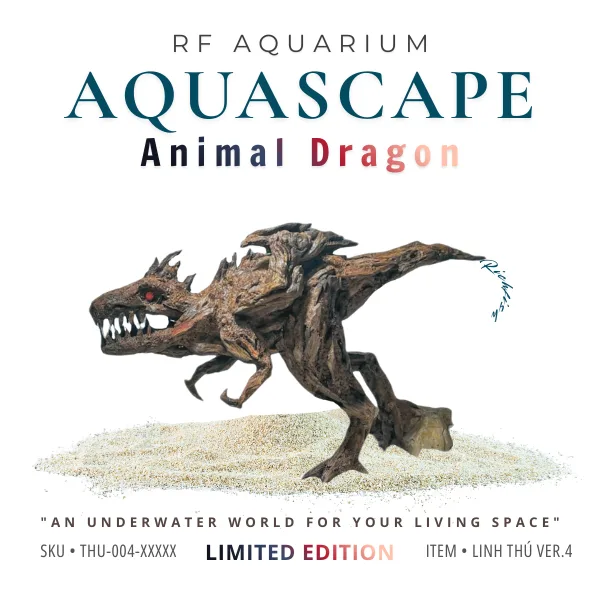 RF AQUARIUM
AQUASCAPE
Animal Dragon
Richfish
"AN UNDERWATER WORLD FOR YOUR LIVING SPACE"
SKU • THU-004-XXXXX
LIMITED EDITION
ITEM • LINH THÚ VER.4